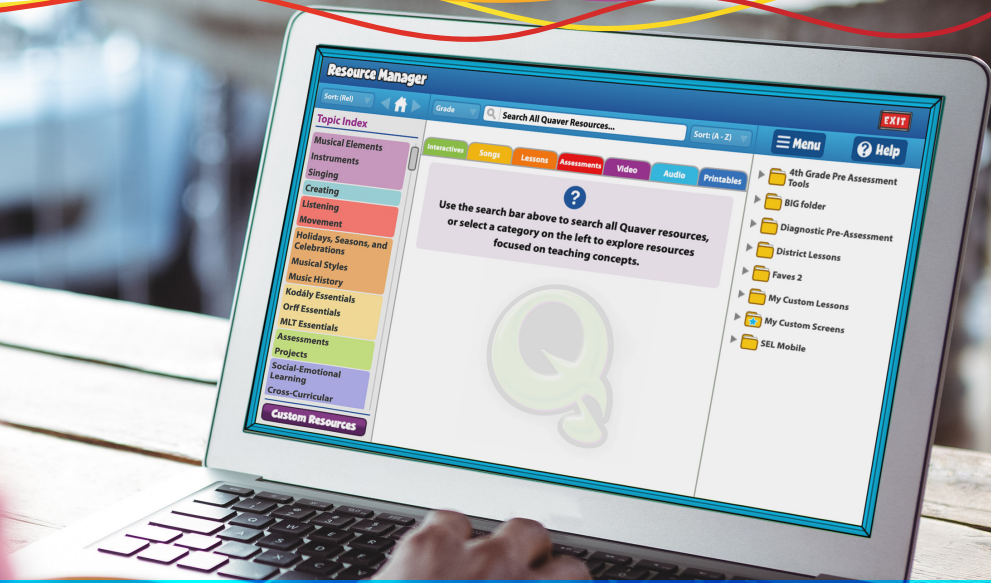 Resource Manager
EXIT
Sort: (Rel)
Grade
Search All Quaver Resources...
Sort: (A - Z)
Menu
? Help
Topic Index
Musical Elements
Instruments
Singing
Creating
Listening
Movement
Holidays, Seasons, and
Celebrations
Musical Styles
Music History
Kodály Essentials
Orff Essentials
MLT Essentials
Assessments
Projects
Social-Emotional
Learning
Cross-Curricular
Custom Resources
Interactives
Songs
Lessons
Assessments
Video
Audio
Printables
?
Use the search bar above to search all Quaver resources,
or select a category on the left to explore resources
focused on teaching concepts.
Q
4th Grade Pre Assessment
Tools
BIG folder
Diagnostic Pre-Assessment
District Lessons
Faves 2
My Custom Lessons
My Custom Screens
SEL Mobile